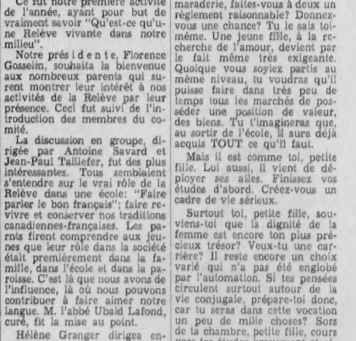 Ce fut notre première activité
de l'année, ayant pour but de
vraiment savoir "Qu'est-ce qu'u-
ne Relève vivante dans notre
milieu".
Notre présidente, Florence
Gosselin, souhaita la bienvenue
aux nombreux parents qui su-
rent montrer leur intérêt à nos
activités de la Relève par leur
présence. Ceci fut suivi de l'in-
troduction des membres du co-
mité.
La discussion en groupe, di-
rigée par Antoine Savard et
Jean-Paul Taillefer, fut des plus
intéressantes. Tous semblaient
s'entendre sur le vrai rôle de la
Relève dans une école: "Faire
parler le bon français"; faire re-
vivre et conserver nos traditions
canadiennes-françaises. Les pa-
rents firent comprendre aux jeu-
nes que leur rôle dans la société
était premièrement dans la fa-
mille, dans l'école et dans la pa-
roisse. C'est là que nous avons de
l'influence, là où nous pouvons
contribuer à faire aimer notre
langue. M. l'abbé Ubald Lafond,
curé, fit la mise au point.
Hélène Granger dirigea en-
maraderie, faites-vous à deux un
règlement raisonnable? Donnez-
vous une chance? Tu le sais toi-
même. Une jeune fille, à la re-
cherche de l'amour, devient par
le fait même très exigeante.
Quoique vous soyiez partis au
même niveau, tu voudras qu'il
puisse faire dans très peu de
temps tous les marchés de pos-
séder une position de valeur,
des biens. Tu t'imagineras que,
au sortir de l'école, il aura déjà
acquis TOUT ce qu'il faut.
Mais il est comme toi, petite
fille. Lui aussi, il vient de dé-
ployer ses ailes. Finissez vos
études d'abord. Créez-vous un
cadre de vie sérieux.
Surtout toi, petite fille, sou-
viens-toi que la dignité de la
femme est encore ton plus pré-
cieux trésor? Veux-tu une car-
rière? Il reste encore un choix
varié qui n'a pas été englobé
par l'automation. Si tes pensées
circulent surtout autour de la
vie conjugale, prépare-toi donc,
car tu seras dans cette vocation
un peu de mille choses? Sors
de ta chambre, petite fille, cours